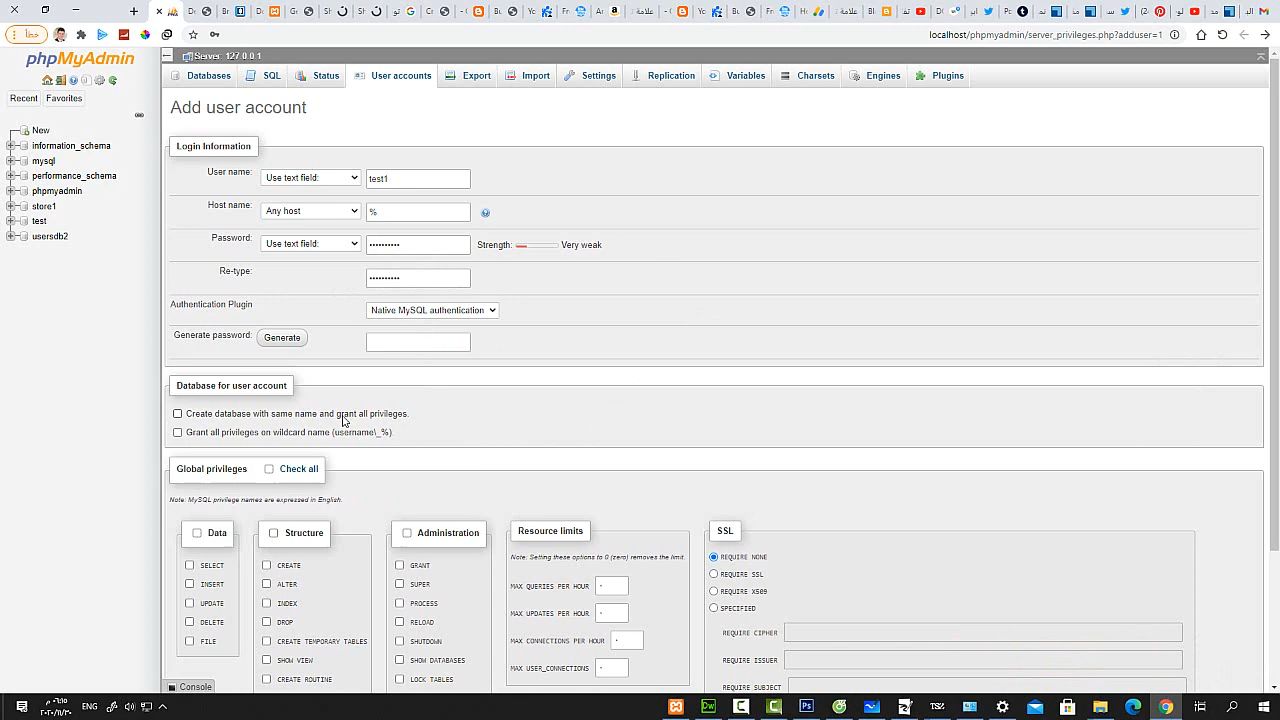 localhost/phpmyadmin/server_privileges.php?adduser=1
phpMyAdmin
Recent
Favorites
New
information_schema
mysql
performance_schema
phpmyadmin
store1
test
usersdb2
Server: 127.0.0.1
Databases
SQL
Status
User accounts
Export
Import
Settings
Replication
Variables
Charsets
Engines
Plugins
Add user account
Login Information
User name:
Use text field:
test1
Host name:
Any host
%
Password:
Use text field:
••••••••••
Strength:
Very weak
Re-type:
••••••••••
Authentication Plugin
Native MySQL authentication
Generate password:
Generate
Database for user account
Create database with same name and grant all privileges.
Grant all privileges on wildcard name (username\_%).
Global privileges
Check all
Note: MySQL privilege names are expressed in English.
Data
SELECT
INSERT
UPDATE
DELETE
FILE
Structure
CREATE
ALTER
INDEX
DROP
CREATE TEMPORARY TABLES
SHOW VIEW
CREATE ROUTINE
Administration
GRANT
SUPER
PROCESS
RELOAD
SHUTDOWN
SHOW DATABASES
LOCK TABLES
Resource limits
Note: Setting these options to 0 (zero) removes the limit.
MAX QUERIES PER HOUR
MAX UPDATES PER HOUR
MAX CONNECTIONS PER HOUR
MAX USER_CONNECTIONS
SSL
REQUIRE NONE
REQUIRE SSL
REQUIRE X509
SPECIFIED
REQUIRE CIPHER
REQUIRE ISSUER
REQUIRE SUBJECT
Console
ENG